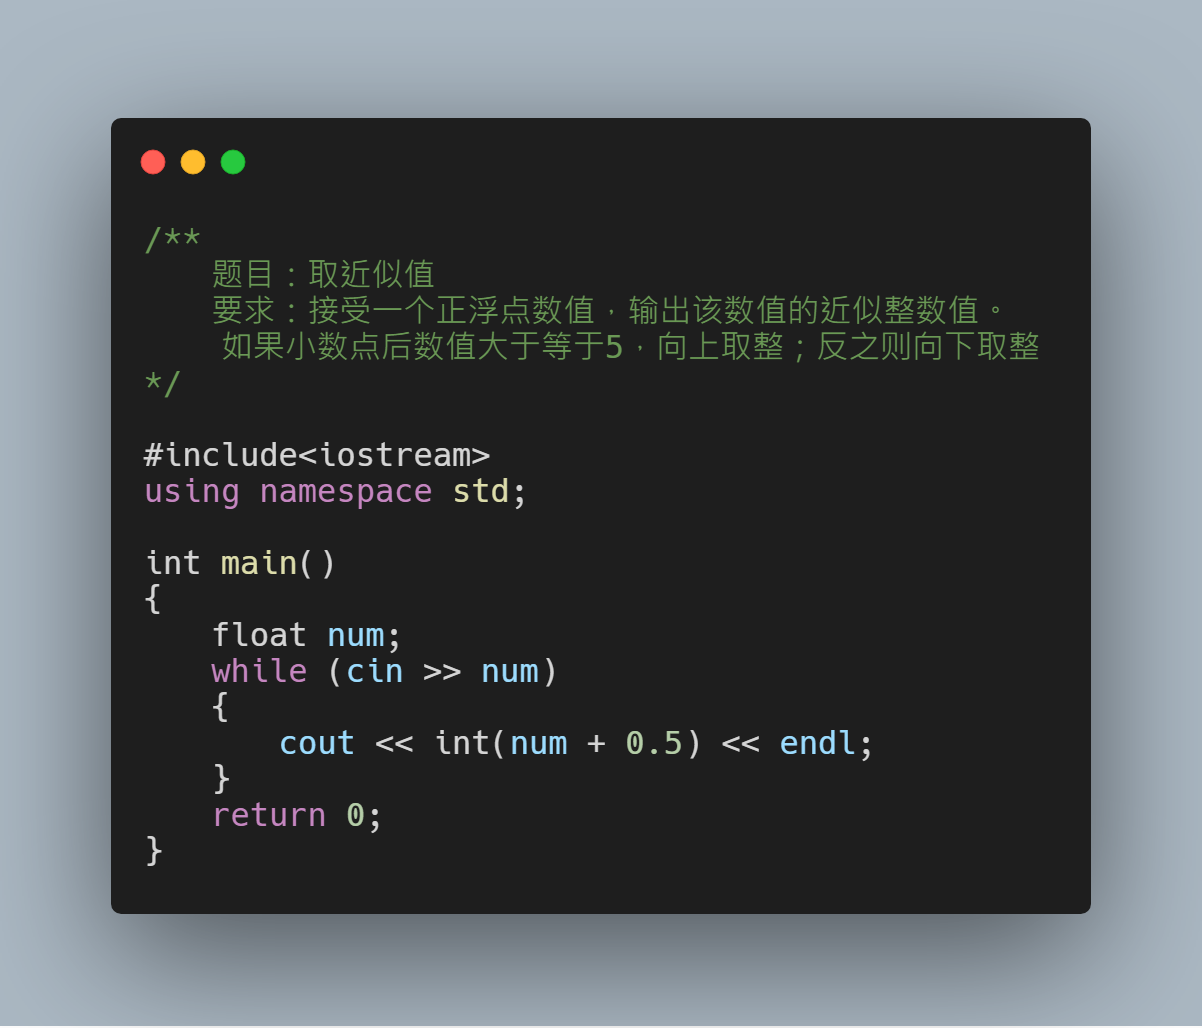 /**
题目：取近似值
要求：接受一个正浮点数值，输出该数值的近似整数值。
如果小数点后数值大于等于5，向上取整；反之则向下取整
*/
#include<iostream>
using namespace std;
int main()
{
float num;
while (cin >> num)
{
cout << int(num + 0.5) << endl;
}
return 0;
}